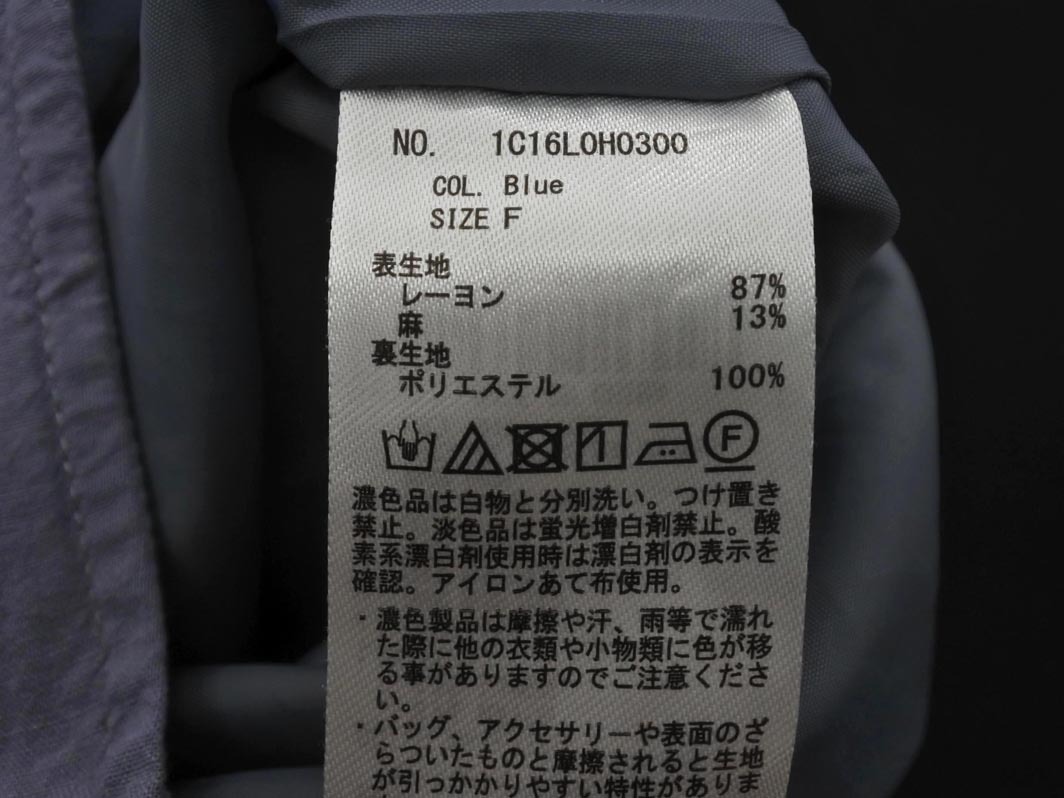 NO. 1C16L0H0300
COL. Blue
SIZE F
表生地
レーヨン 87%
麻 13%
裏生地
ポリエステル 100%
F
濃色品は白物と分別洗い。つけ置き
禁止。淡色品は蛍光増白剤禁止。酸
素系漂白剤使用時は漂白剤の表示を
確認。アイロンあて布使用。
・濃色製品は摩擦や汗、雨等で濡れ
た際に他の衣類や小物類に色が移
る事がありますのでご注意くださ
い。
・バッグ、アクセサリーや表面のざ
らついたものと摩擦されると生地
が引っかかりやすい特性がありま